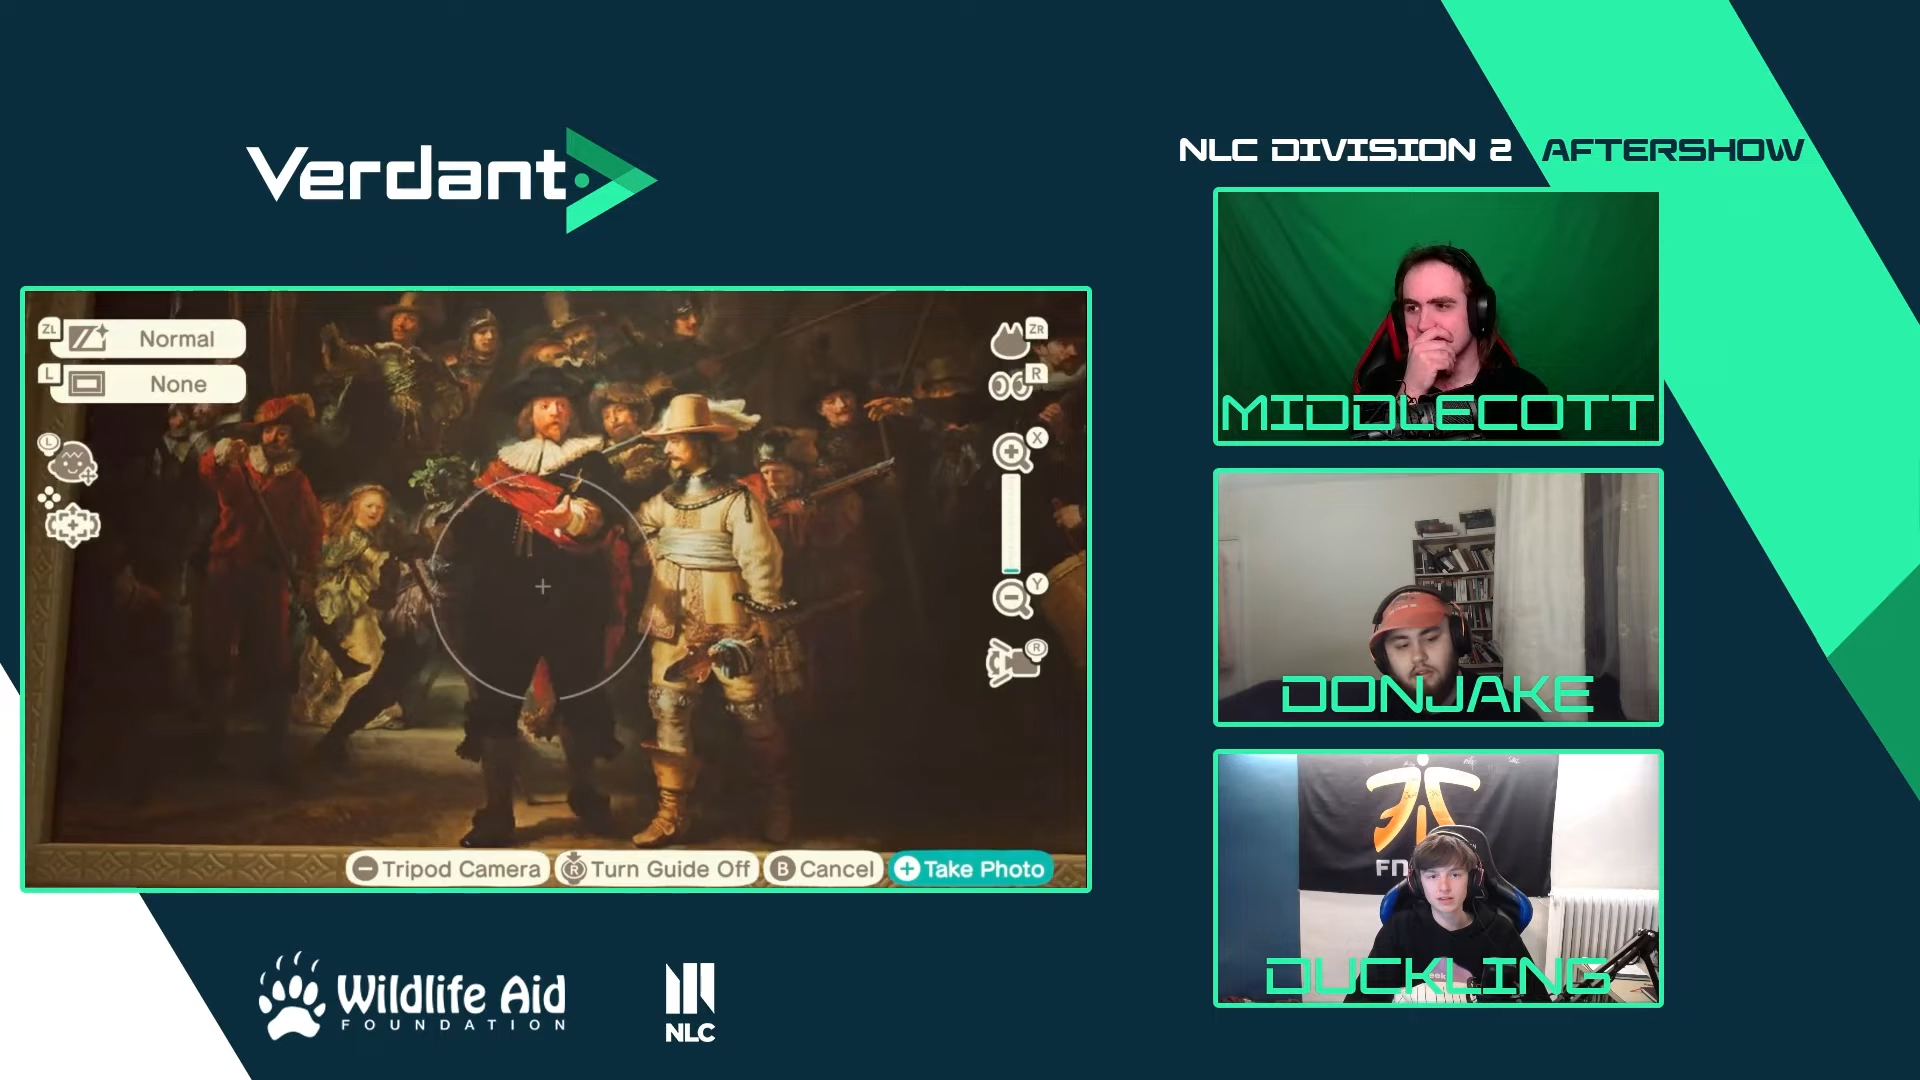 Verdant
NLC DIVISION 2 AFTERSHOW
ZL Normal
L None
L
ZR
R
X
Y
R
Tripod Camera
R Turn Guide Off
B Cancel
Take Photo
MIDDLECOTT
DONJAKE
FN
DUCKLING
Wildlife Aid
FOUNDATION
NLC